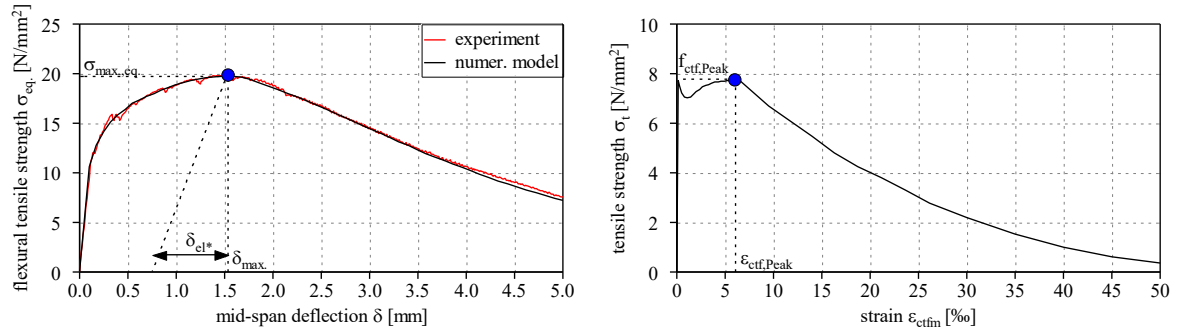 flexural tensile strength σeq. [N/mm²]
25
20
15
10
5
0
σmax.,eq.
experiment
numer. model
δel*
δmax.
0.0 0.5 1.0 1.5 2.0 2.5 3.0 3.5 4.0 4.5 5.0
mid-span deflection δ [mm]
tensile strength σt [N/mm²]
10
8
6
4
2
0
fctf,Peak
εctf,Peak
0 5 10 15 20 25 30 35 40 45 50
strain εctfm [‰]